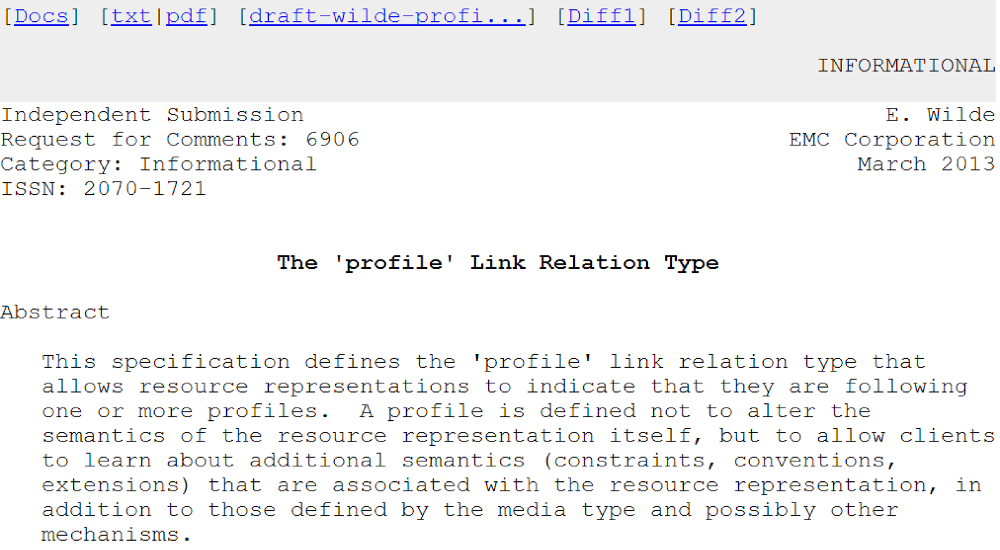 [Docs] [txt|pdf] [draft-wilde-profi...] [Diff1] [Diff2]
INFORMATIONAL
Independent Submission E. Wilde
Request for Comments: 6906 EMC Corporation
Category: Informational March 2013
ISSN: 2070-1721
The 'profile' Link Relation Type
Abstract
This specification defines the 'profile' link relation type that
allows resource representations to indicate that they are following
one or more profiles. A profile is defined not to alter the
semantics of the resource representation itself, but to allow clients
to learn about additional semantics (constraints, conventions,
extensions) that are associated with the resource representation, in
addition to those defined by the media type and possibly other
mechanisms.